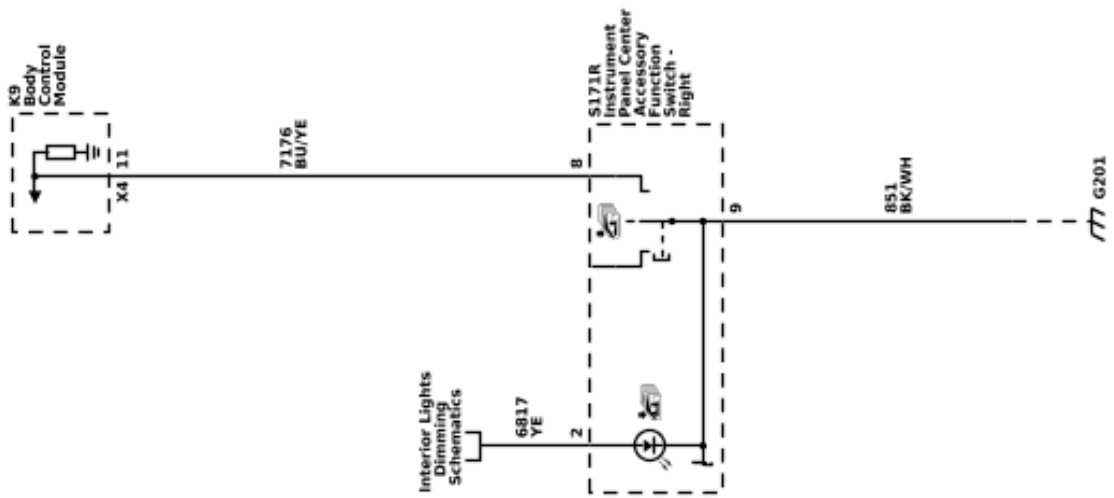 K9
Body
Control
Module
X4
11
7176
BU/YE
8
S171R
Instrument
Panel Center
Accessory
Function
Switch -
Right
9
851
BK/WH
G201
Interior Lights
Dimming
Schematics
6817
YE
2